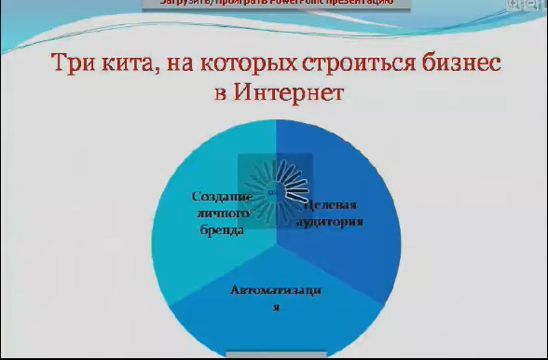 Загрузить/Проиграть PowerPoint презентацию
Три кита, на которых строиться бизнес
в Интернет
Создание
личного
бренда
Целевая
аудитория
Автоматизаци
я